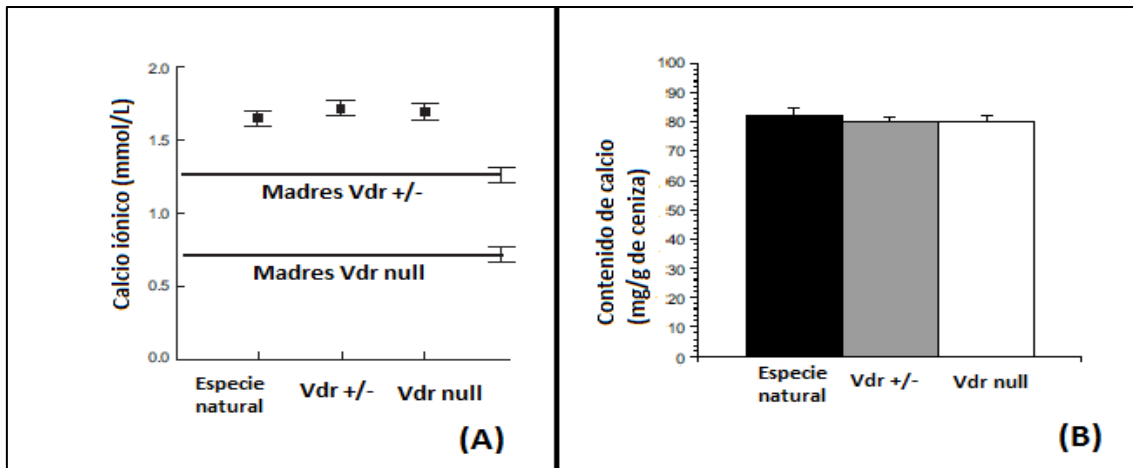 2.0
1.5
1.0
0.5
0.0
Calcio iónico (mmol/L)
Madres Vdr +/-
Madres Vdr null
Especie
natural
Vdr +/-
Vdr null
(A)
100
90
80
70
60
50
40
30
20
10
0
Contenido de calcio
(mg/g de ceniza)
Especie
natural
Vdr +/-
Vdr null
(B)